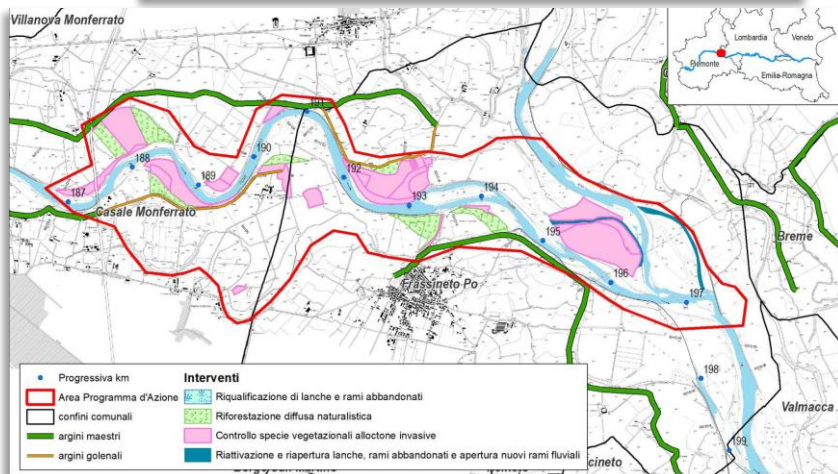 Villanova Monferrato
Lombardia
Veneto
Piemonte
Emilia-Romagna
191
190
188
189
192
187
193
194
Casale Monferrato
195
Breme
196
Frassineto Po
197
198
Valmacca
199
Progressiva km
Area Programma d'Azione
confini comunali
argini maestri
argini golenali
Interventi
Riqualificazione di lanche e rami abbandonati
Riforestazione diffusa naturalistica
Controllo specie vegetazionali alloctone invasive
Riattivazione e riapertura lanche, rami abbandonati e apertura nuovi rami fluviali